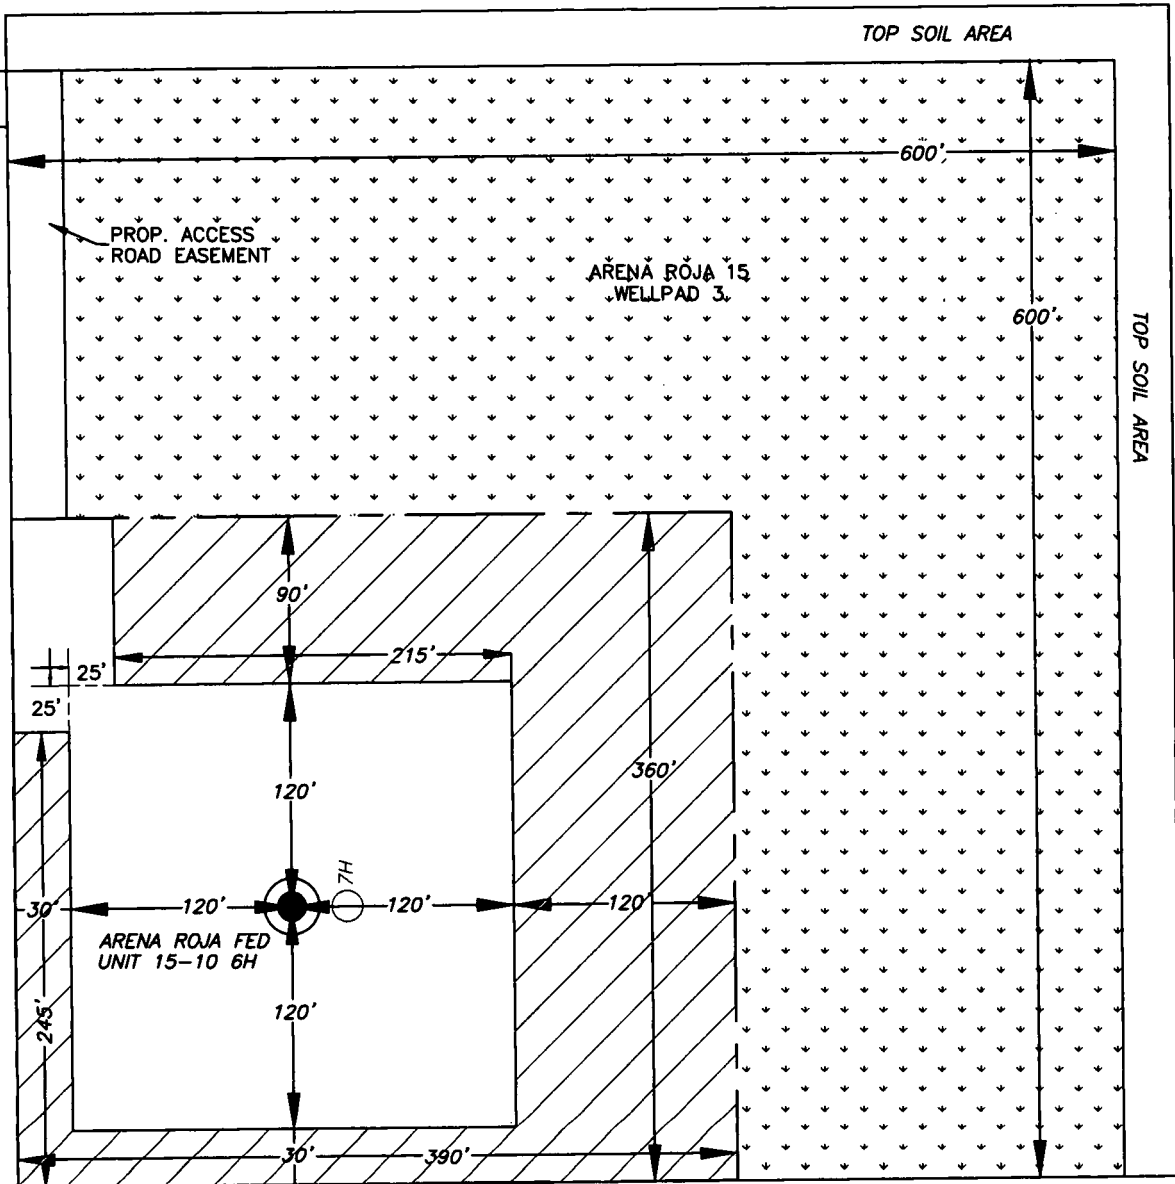 TOP SOIL AREA
600'
PROP. ACCESS
ROAD EASEMENT
ARENA ROJA 15
WELLPAD 3
600'
TOP SOIL AREA
90'
215'
25'
25'
360'
120'
7H
30'
120'
120'
120'
ARENA ROJA FED
UNIT 15-10 6H
120'
245'
30'
390'